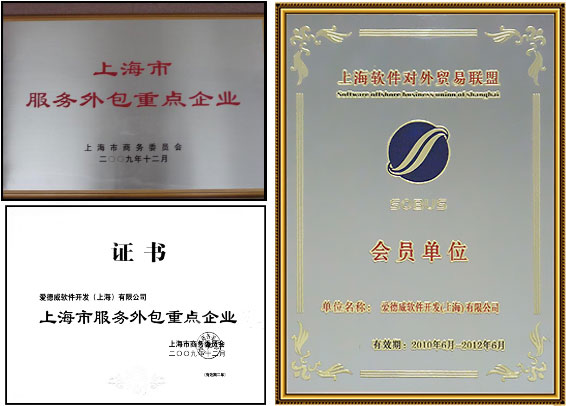 上海市
服务外包重点企业
上海市商务委员会
二〇〇九年十二月
证书
爱德威软件开发（上海）有限公司
上海市服务外包重点企业
上海市商务委员会
二〇〇九年十二月
（有效期二年）
上海软件对外贸易联盟
Software offshore business union of shanghai
SOBUS
会员单位
单位名称： 爱德威软件开发(上海)有限公司
有效期： 2010年6月-2012年6月